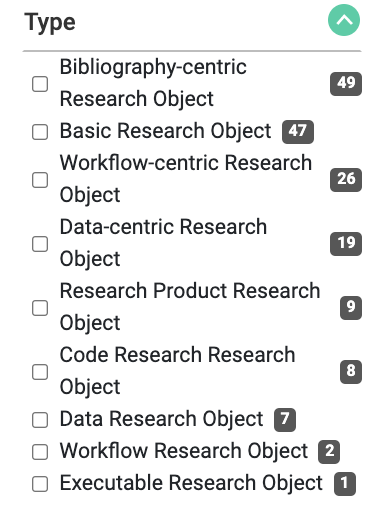 Type
Bibliography-centric
Research Object 49
Basic Research Object 47
Workflow-centric Research
Object 26
Data-centric Research
Object 19
Research Product Research
Object 9
Code Research Research
Object 8
Data Research Object 7
Workflow Research Object 2
Executable Research Object 1